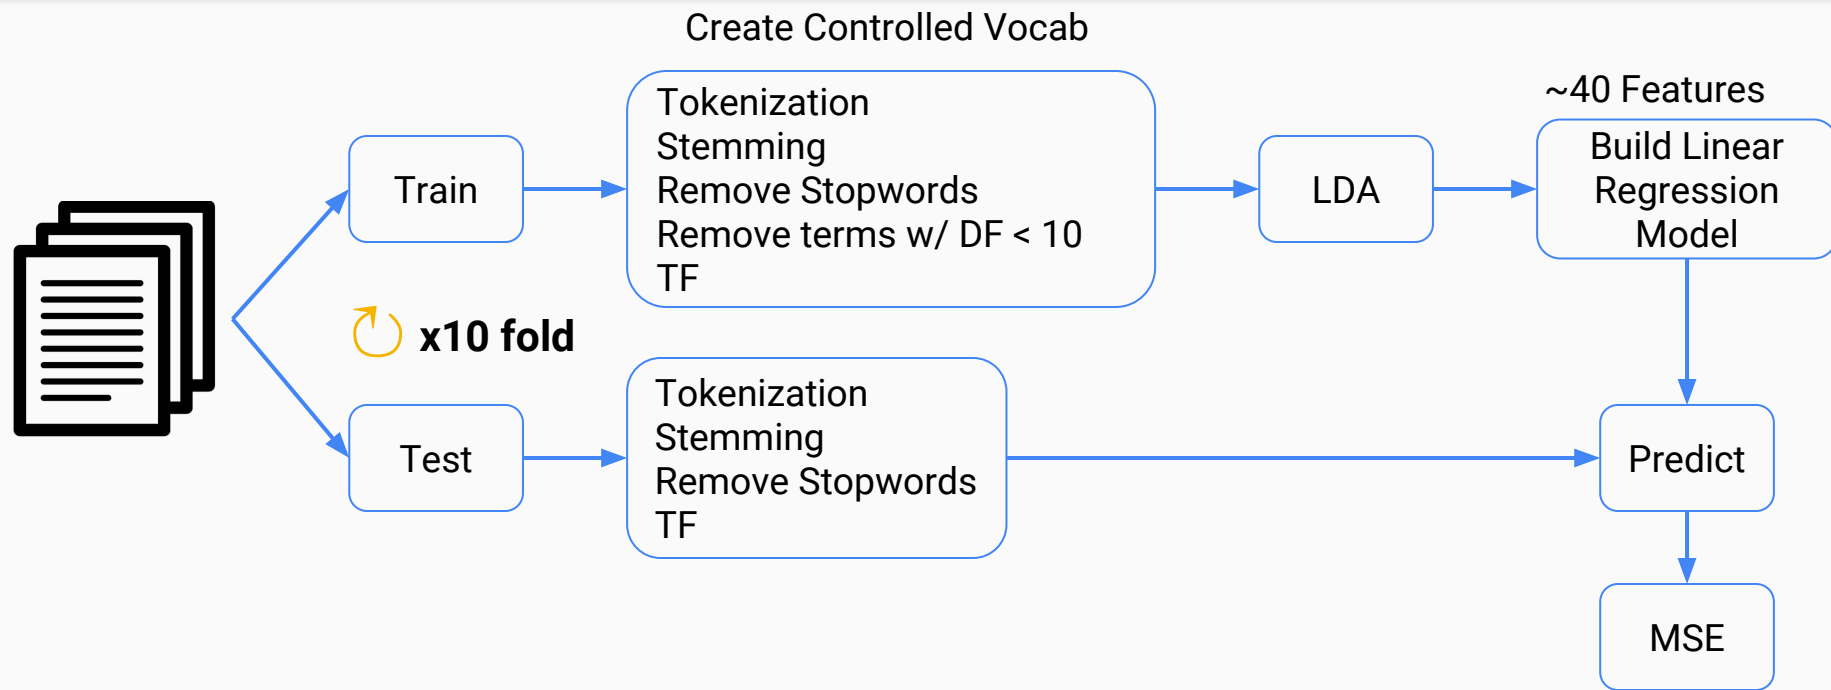 Create Controlled Vocab
Tokenization
Stemming
Remove Stopwords
Remove terms w/ DF < 10
TF
~40 Features
Build Linear
Regression
Model
Train
LDA
x10 fold
Tokenization
Stemming
Remove Stopwords
TF
Test
Predict
MSE